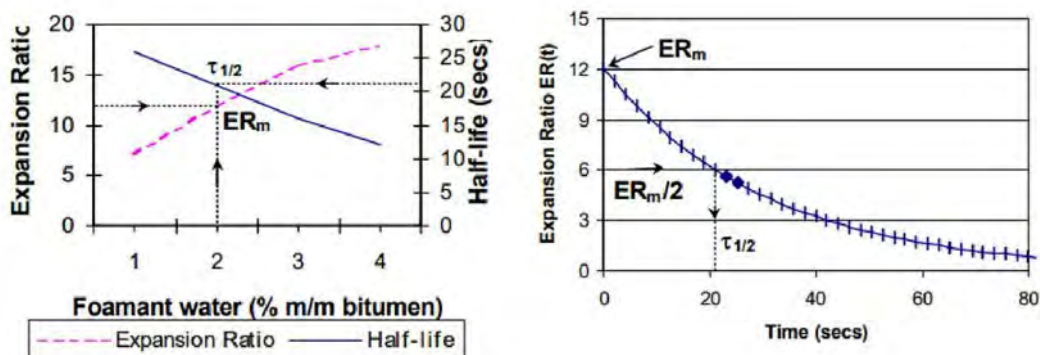 Expansion Ratio
20
15
10
5
0
τ1/2
ERm
30
25
20
15
10
5
0
Half-life (secs)
1 2 3 4
Foamant water (% m/m bitumen)
Expansion Ratio Half-life
Expansion Ratio ER(t)
15
12
9
6
3
0
ERm
ERm/2
τ1/2
0 20 40 60 80
Time (secs)